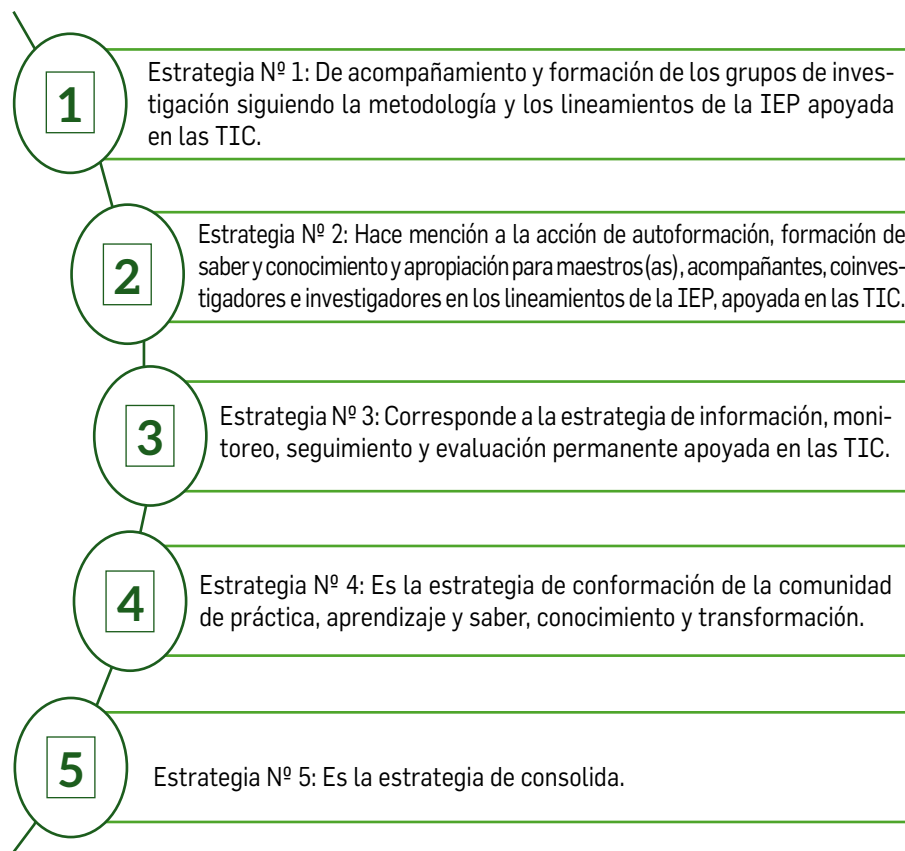 1
Estrategia Nº 1: De acompañamiento y formación de los grupos de inves-
tigación siguiendo la metodología y los lineamientos de la IEP apoyada
en las TIC.
2
Estrategia Nº 2: Hace mención a la acción de autoformación, formación de
saber y conocimiento y apropiación para maestros(as), acompañantes, coinves-
tigadores e investigadores en los lineamientos de la IEP, apoyada en las TIC.
3
Estrategia Nº 3: Corresponde a la estrategia de información, moni-
toreo, seguimiento y evaluación permanente apoyada en las TIC.
4
Estrategia Nº 4: Es la estrategia de conformación de la comunidad
de práctica, aprendizaje y saber, conocimiento y transformación.
5
Estrategia Nº 5: Es la estrategia de consolida.